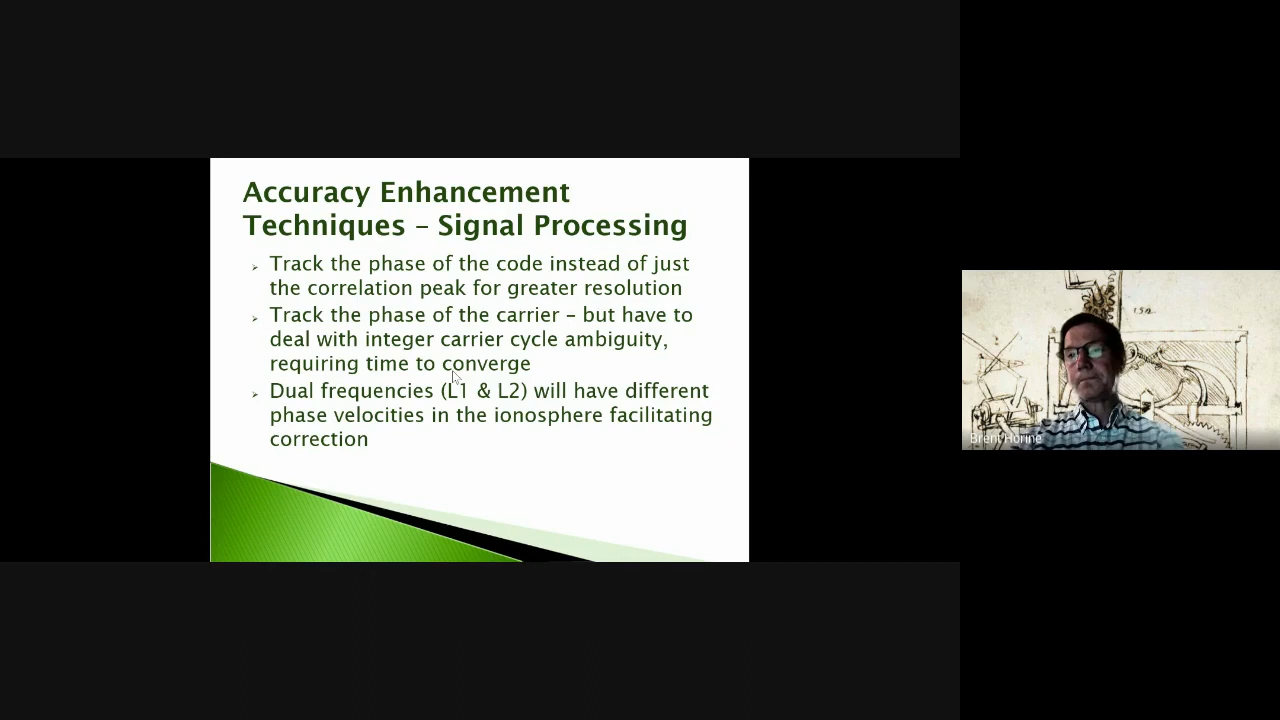 Accuracy Enhancement
Techniques – Signal Processing
Track the phase of the code instead of just
the correlation peak for greater resolution
Track the phase of the carrier – but have to
deal with integer carrier cycle ambiguity,
requiring time to converge
Dual frequencies (L1 & L2) will have different
phase velocities in the ionosphere facilitating
correction
Brent Horine